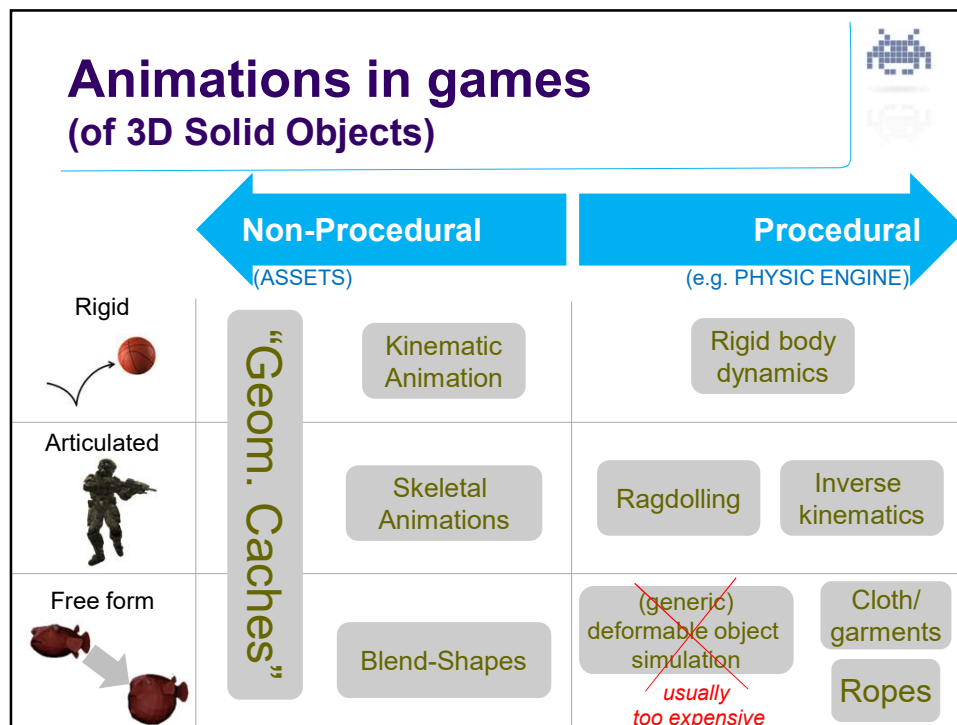 Animations in games
(of 3D Solid Objects)
Non-Procedural
Procedural
(ASSETS)
(e.g. PHYSIC ENGINE)
Rigid
“Geom. Caches”
Kinematic
Animation
Rigid body
dynamics
Articulated
Skeletal
Animations
Ragdolling
Inverse
kinematics
Free form
Blend-Shapes
(generic)
deformable object
simulation
usually
too expensive
Cloth/
garments
Ropes